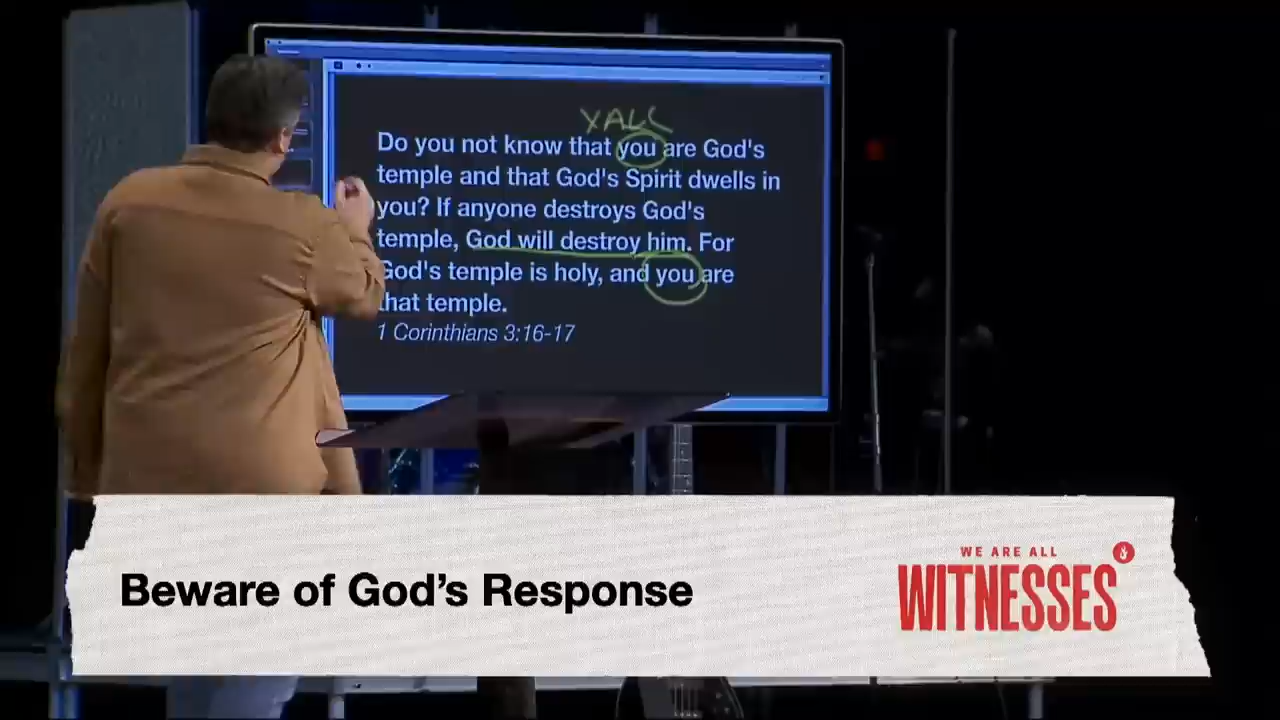 YALL
Do you not know that you are God's
temple and that God's Spirit dwells in
you? If anyone destroys God's
temple, God will destroy him. For
God's temple is holy, and you are
that temple.
1 Corinthians 3:16-17
Beware of God’s Response
WE ARE ALL
WITNESSES